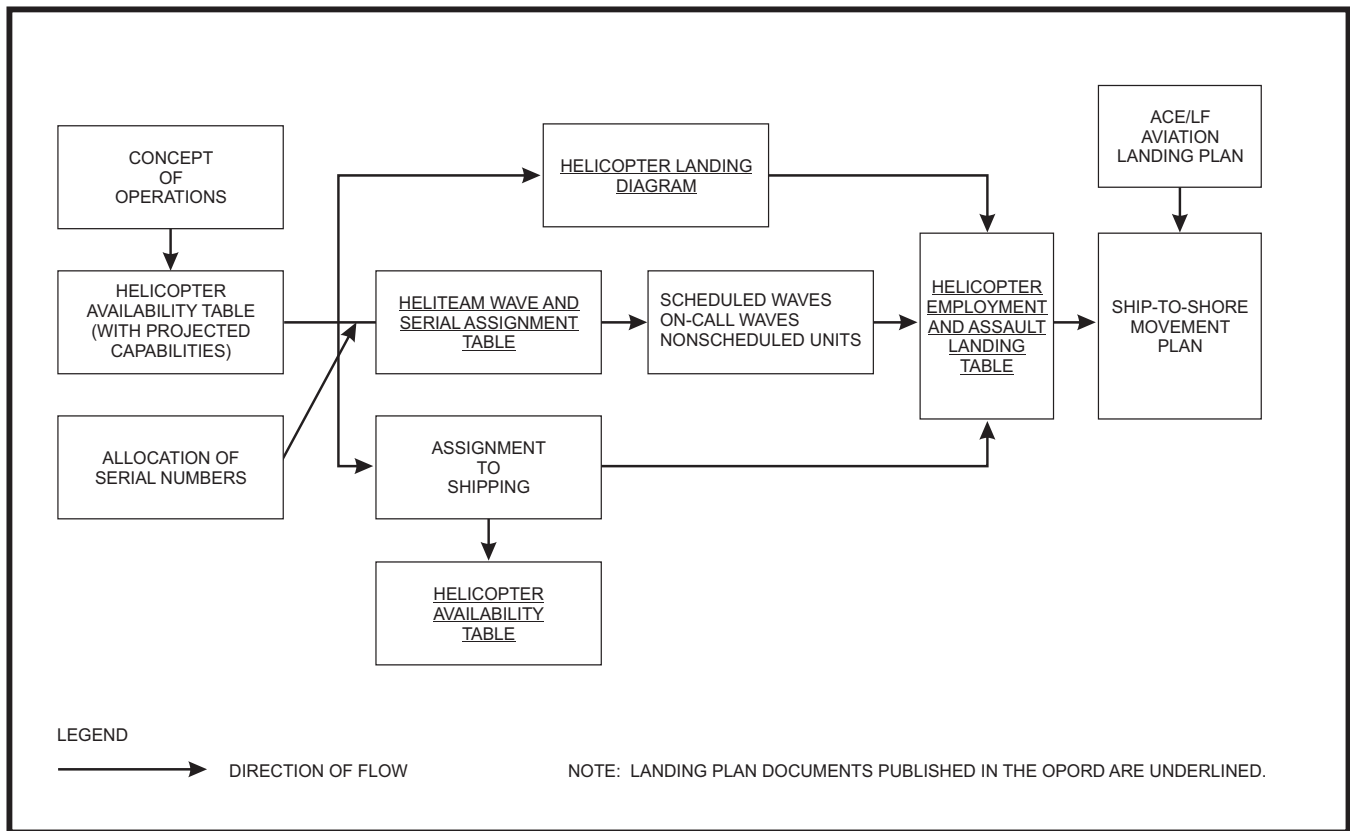 CONCEPT
OF
OPERATIONS
HELICOPTER
AVAILABILITY TABLE
(WITH PROJECTED
CAPABILITIES)
ALLOCATION OF
SERIAL NUMBERS
HELICOPTER LANDING
DIAGRAM
HELITEAM WAVE AND
SERIAL ASSIGNMENT
TABLE
ASSIGNMENT
TO
SHIPPING
HELICOPTER
AVAILABILITY
TABLE
SCHEDULED WAVES
ON-CALL WAVES
NONSCHEDULED UNITS
HELICOPTER
EMPLOYMENT
AND ASSAULT
LANDING
TABLE
ACE/LF
AVIATION
LANDING PLAN
SHIP-TO-SHORE
MOVEMENT
PLAN
LEGEND
DIRECTION OF FLOW
NOTE: LANDING PLAN DOCUMENTS PUBLISHED IN THE OPORD ARE UNDERLINED.